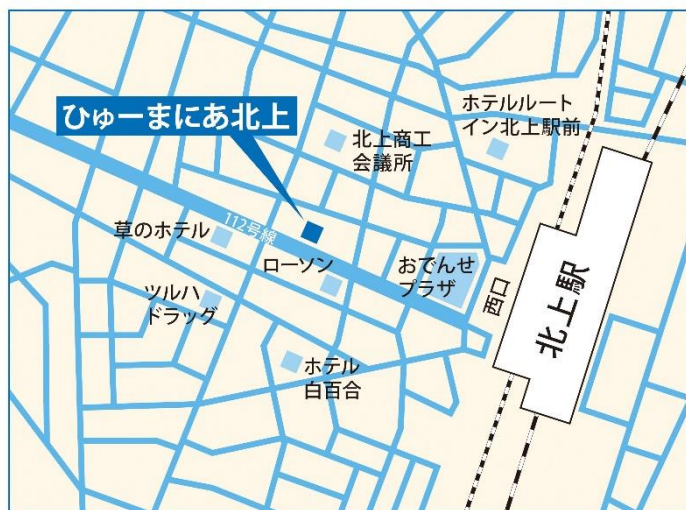 ひゅーまにあ北上
北上商工
会議所
ホテルルート
イン北上駅前
112号線
草のホテル
ローソン
おでんせ
プラザ
西口
北上駅
ツルハ
ドラッグ
ホテル
白百合